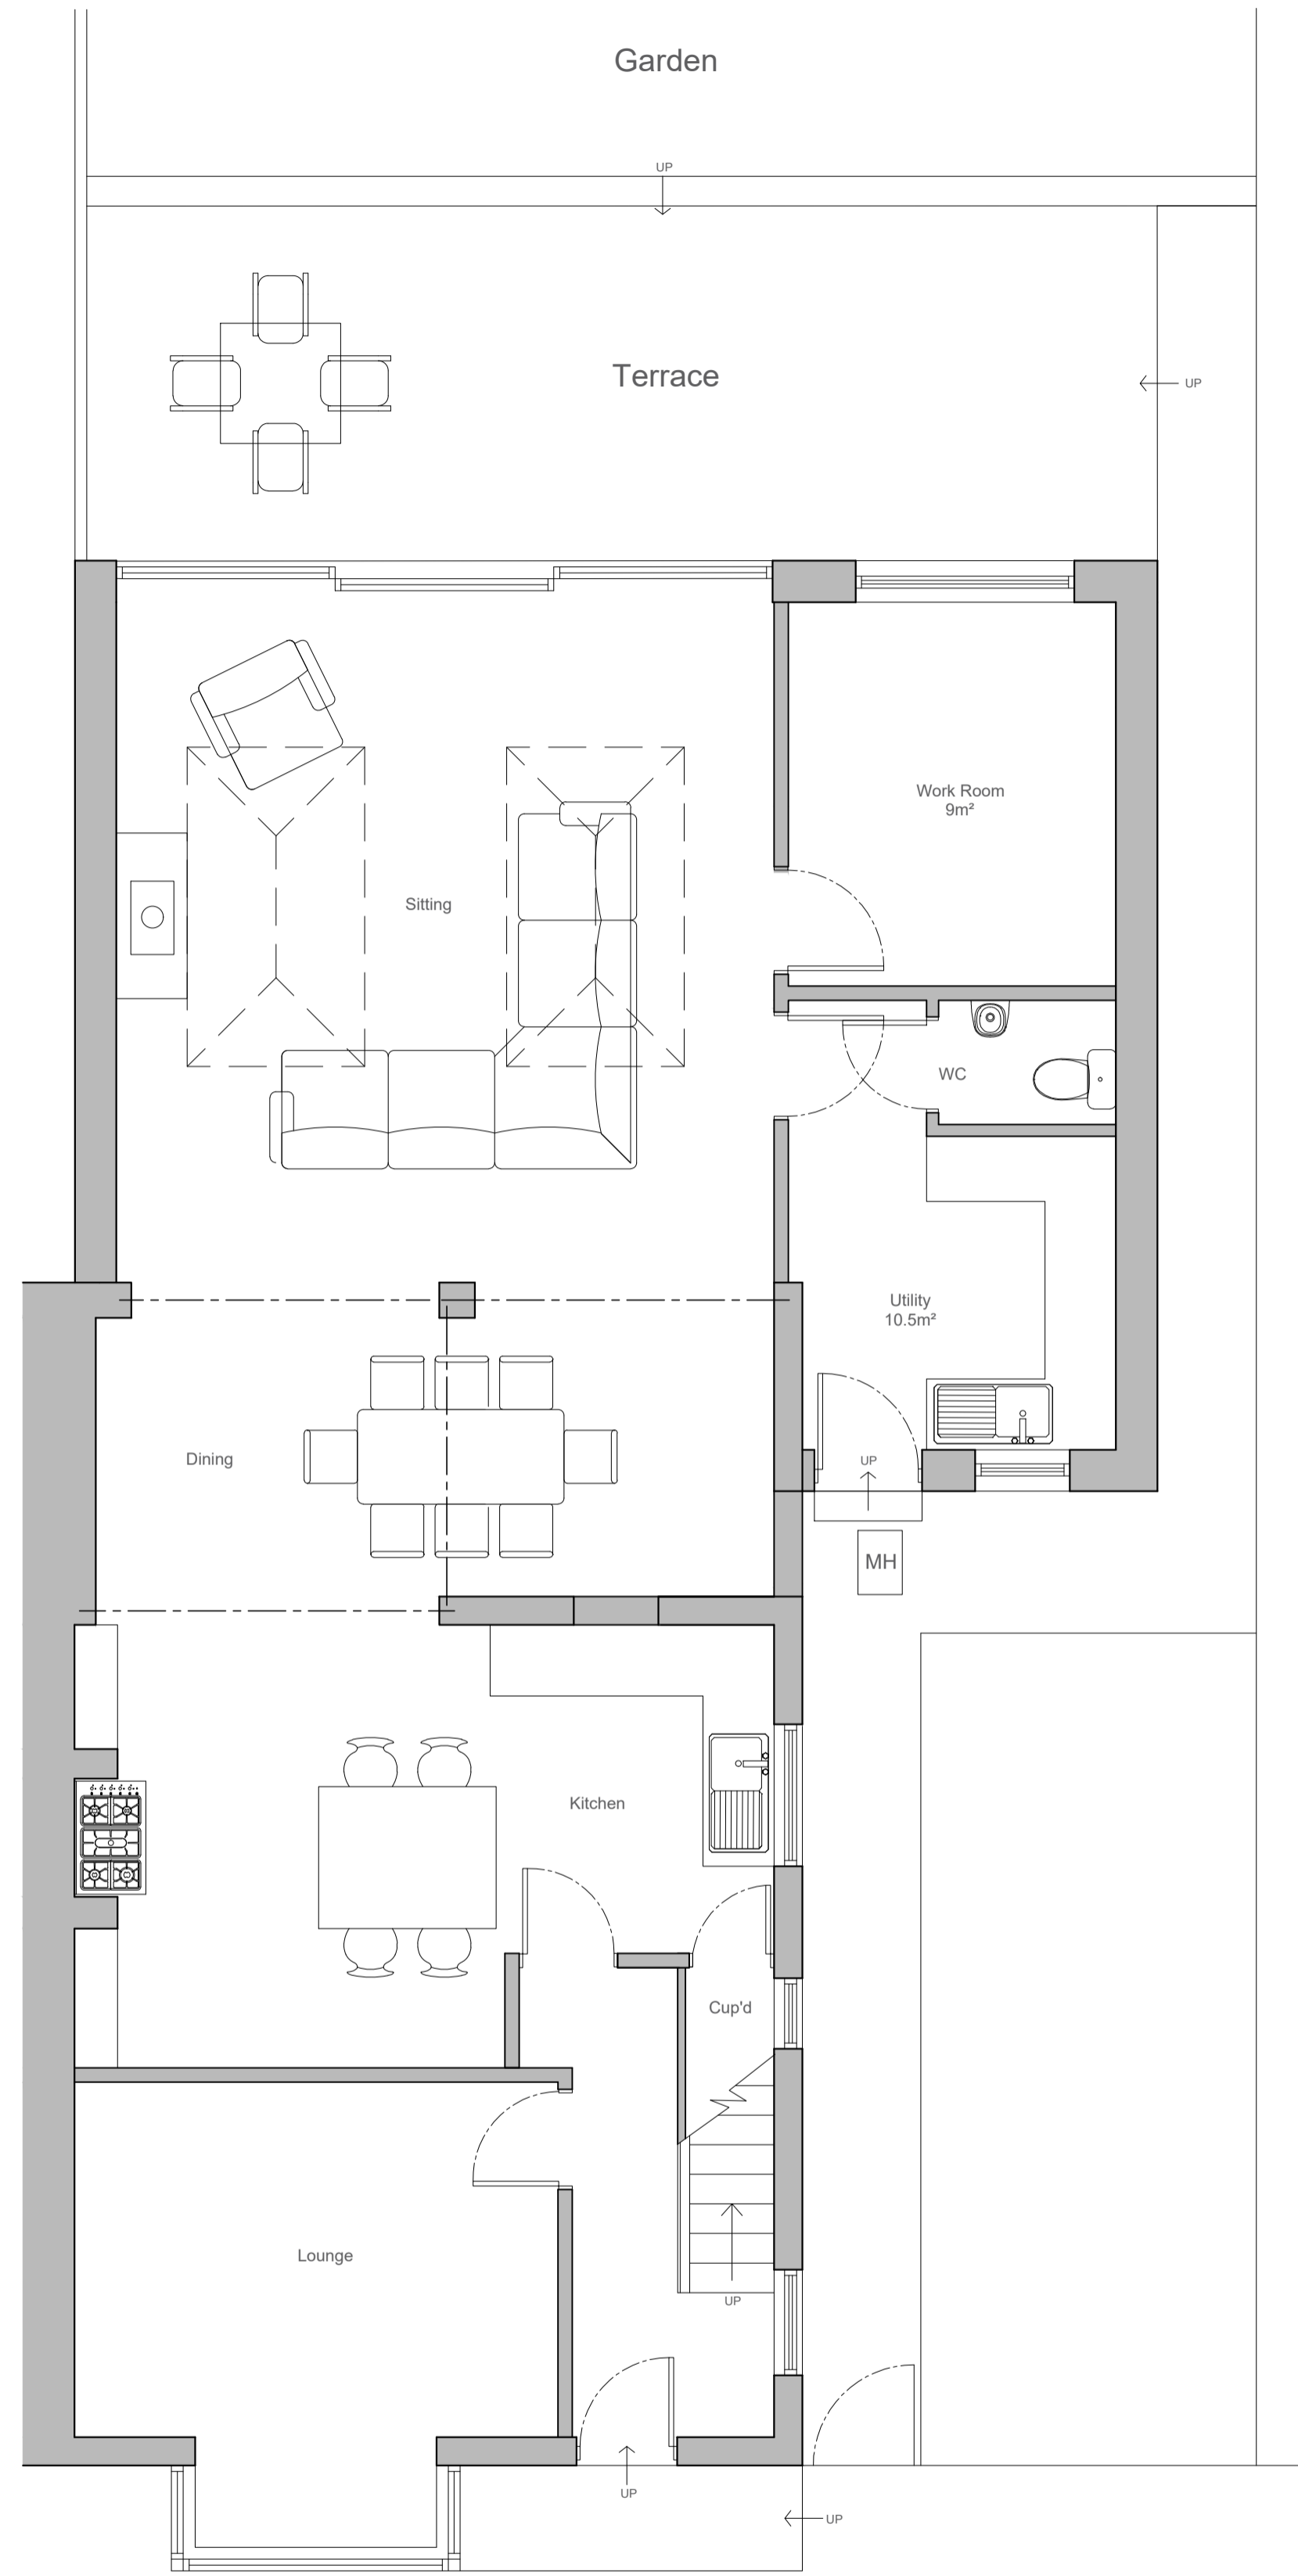 Garden
UP
Terrace
UP
Work Room
9m²
Sitting
WC
Utility
10.5m²
Dining
UP
MH
Kitchen
Cup'd
Lounge
UP
UP
UP